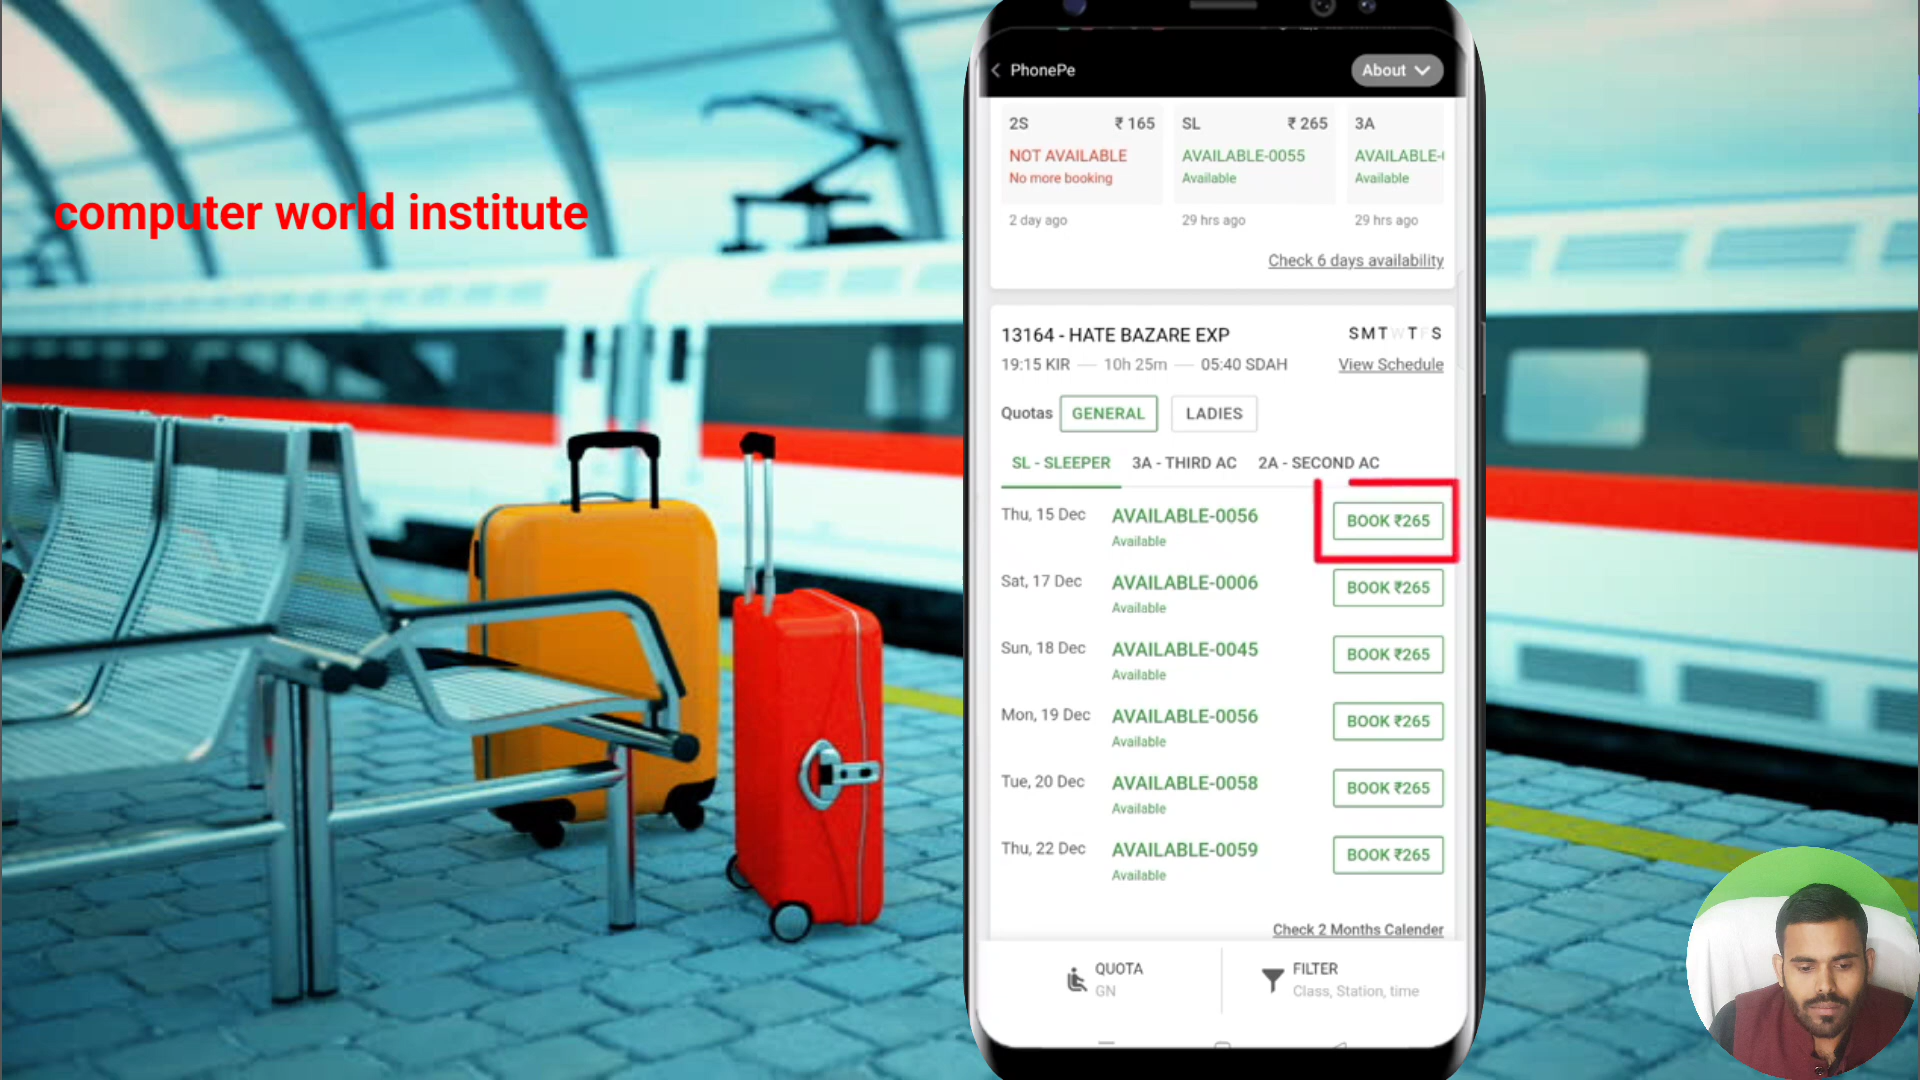 computer world institute
PhonePe
About
2S ₹ 165 SL ₹ 265 3A
NOT AVAILABLE AVAILABLE-0055 AVAILABLE-
No more booking Available Available
2 day ago 29 hrs ago 29 hrs ago
Check 6 days availability
13164 - HATE BAZARE EXP SMTWTFS
19:15 KIR — 10h 25m — 05:40 SDAH View Schedule
Quotas GENERAL LADIES
SL - SLEEPER 3A - THIRD AC 2A - SECOND AC
Thu, 15 Dec AVAILABLE-0056 BOOK ₹265
Available
Sat, 17 Dec AVAILABLE-0006 BOOK ₹265
Available
Sun, 18 Dec AVAILABLE-0045 BOOK ₹265
Available
Mon, 19 Dec AVAILABLE-0056 BOOK ₹265
Available
Tue, 20 Dec AVAILABLE-0058 BOOK ₹265
Available
Thu, 22 Dec AVAILABLE-0059 BOOK ₹265
Available
Check 2 Months Calender
QUOTA FILTER
GN Class, Station, time